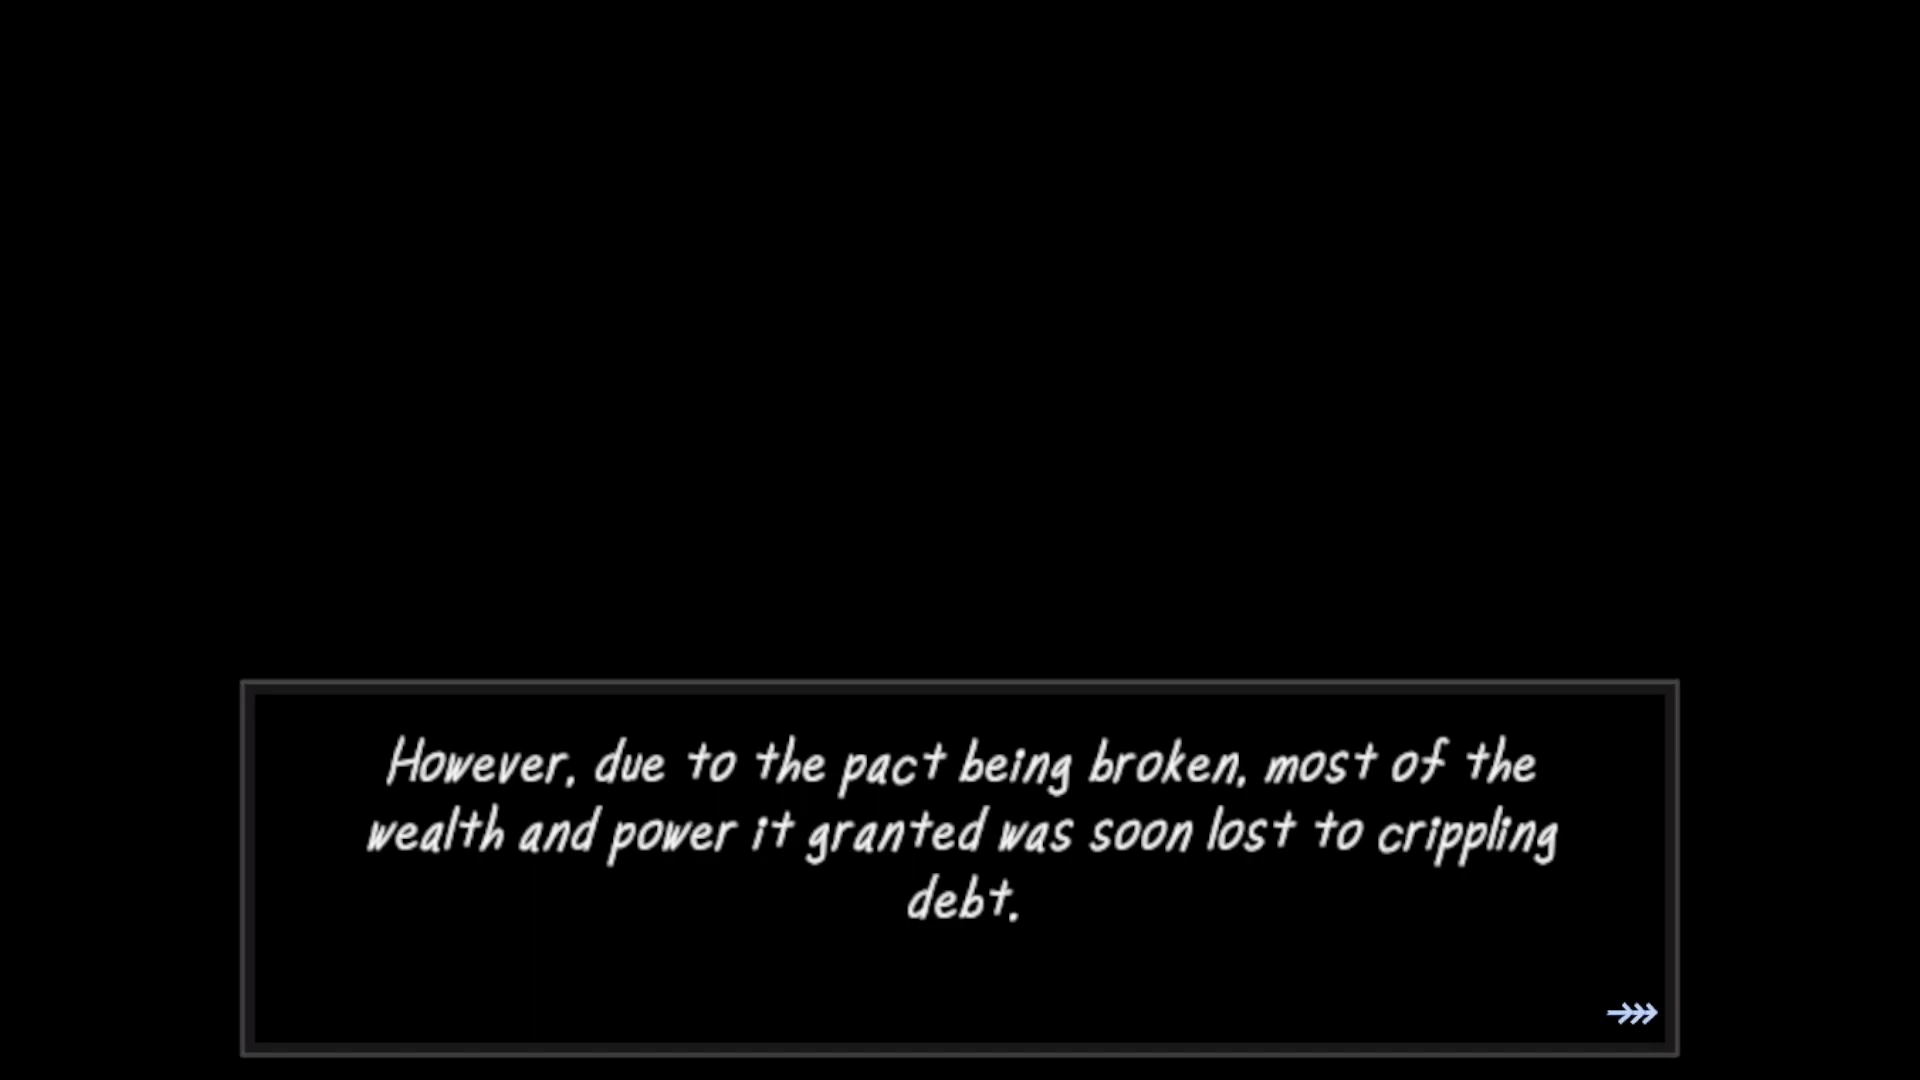 However, due to the pact being broken, most of the
wealth and power it granted was soon lost to crippling
debt.